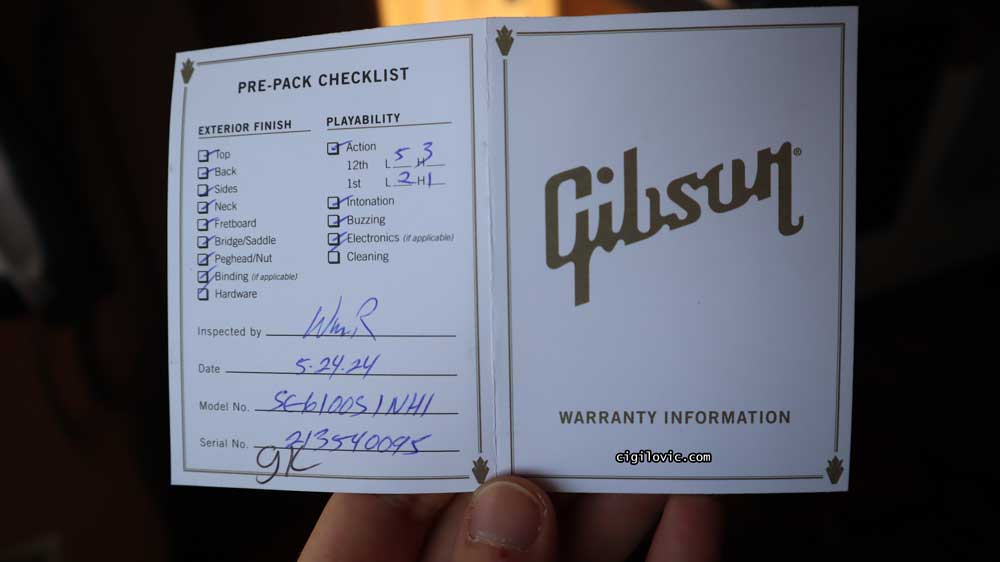 PRE-PACK CHECKLIST
EXTERIOR FINISH
Top
Back
Sides
Neck
Fretboard
Bridge/Saddle
Peghead/Nut
Binding (if applicable)
Hardware
PLAYABILITY
Action
12th L 5 H 3
1st L 2 H 1
Intonation
Buzzing
Electronics (if applicable)
Cleaning
Inspected by Wm.R
Date 5.24.24
Model No.
Serial No. 213540095
GK
Gibson®
WARRANTY INFORMATION
cigilovic.com